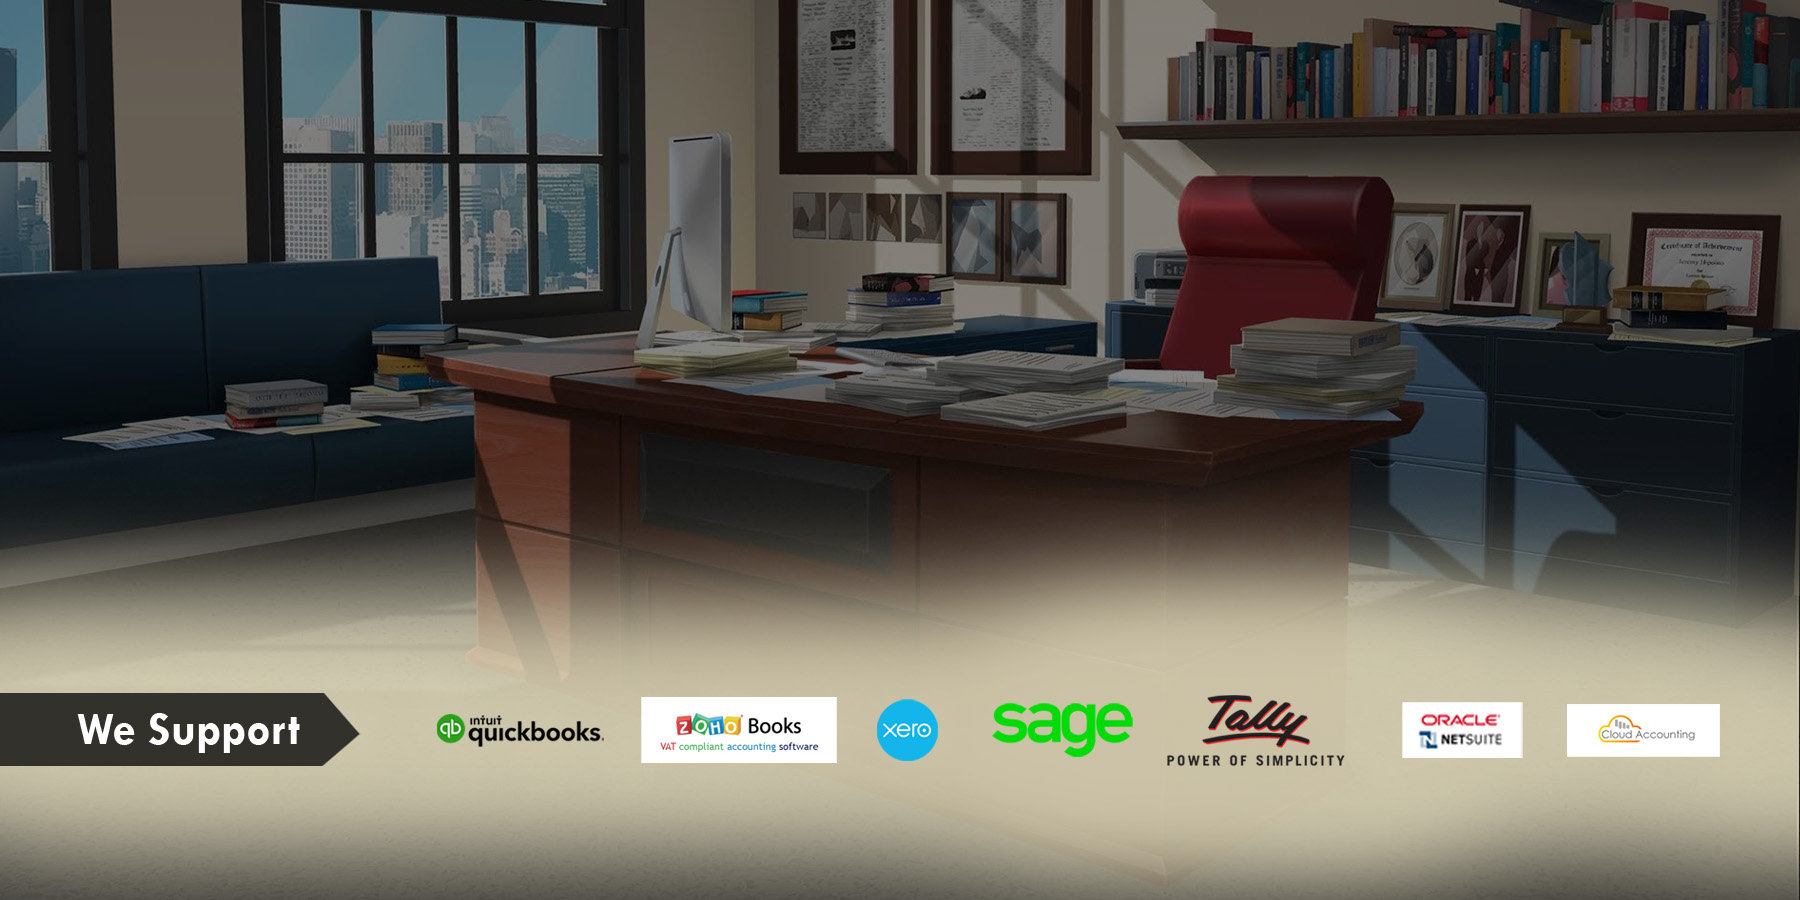 Certificate of Achievement
We Support
qb
intuit
quickbooks.
ZOHO Books
VAT compliant accounting software
xero
sage
Tally
POWER OF SIMPLICITY
ORACLE
N NETSUITE
Cloud Accounting